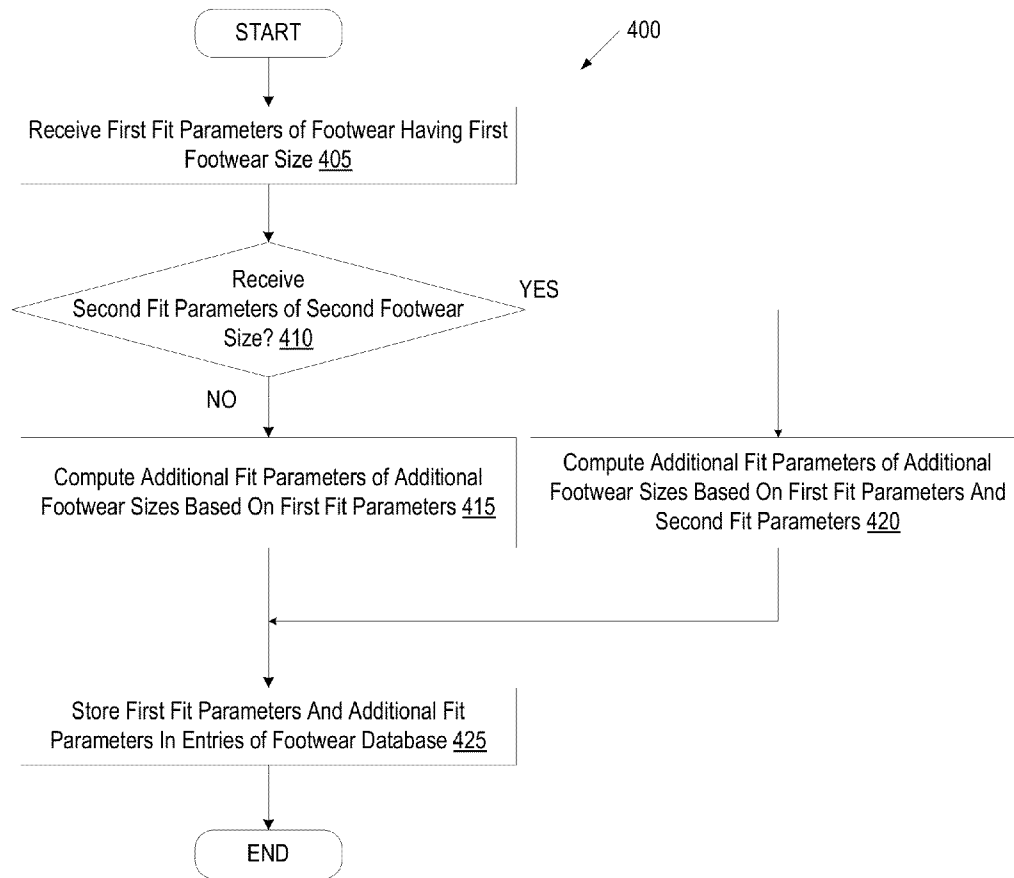 START
400
Receive First Fit Parameters of Footwear Having First
Footwear Size 405
Receive
Second Fit Parameters of Second Footwear
Size? 410
YES
NO
Compute Additional Fit Parameters of Additional
Footwear Sizes Based On First Fit Parameters 415
Compute Additional Fit Parameters of Additional
Footwear Sizes Based On First Fit Parameters And
Second Fit Parameters 420
Store First Fit Parameters And Additional Fit
Parameters In Entries of Footwear Database 425
END